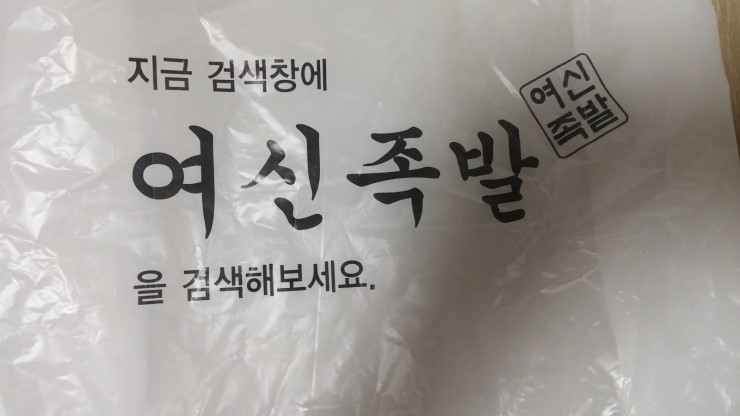 지금 검색창에
여신족발
을 검색해보세요.
여신
족발